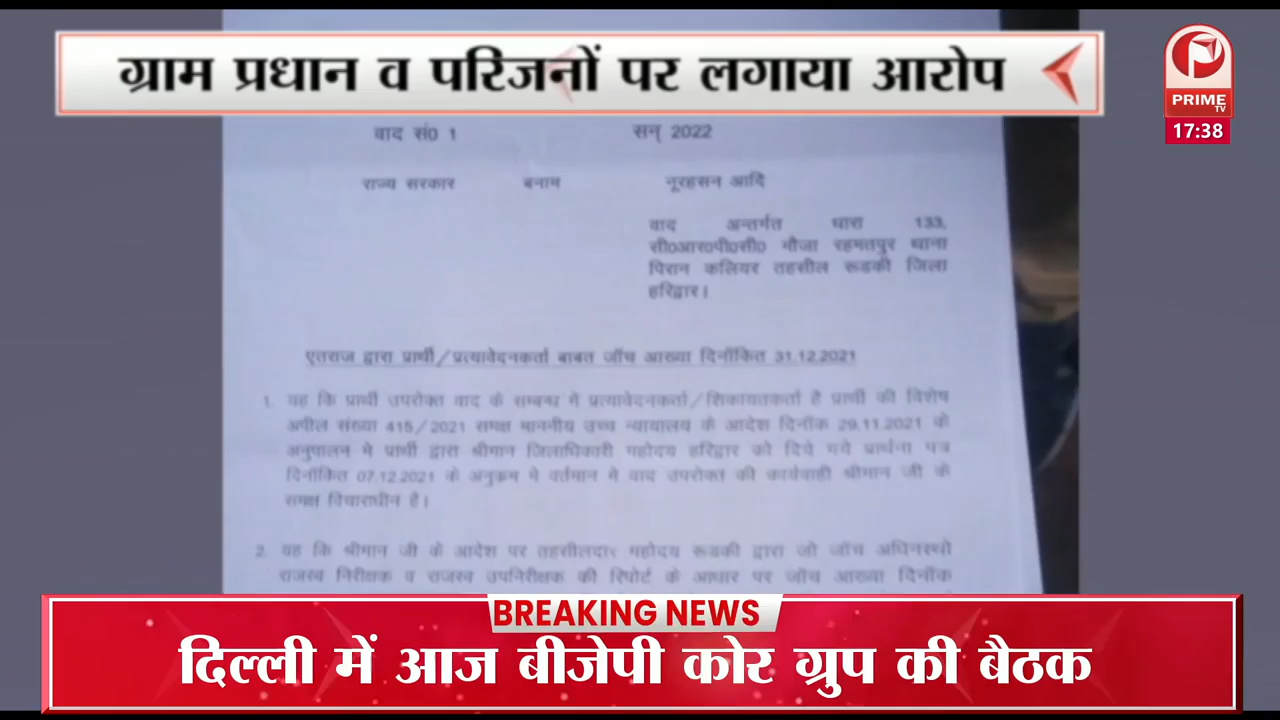 ग्राम प्रधान व परिजनों पर लगाया आरोप
PRIME
TV
17:38
वाद सं0 1 सन् 2022
राज्य सरकार बनाम नूरहसन आदि
वाद अन्तर्गत धारा 133,
सी0आर0पी0सी0 मौजा रहमतपुर थाना
पिरान कलियर तहसील रूडकी जिला
हरिद्वार।
एतराज द्वारा प्रार्थी/प्रत्यावेदनकर्ता बाबत जॉच आख्या दिनॉकित 31.12.2021
1. यह कि प्रार्थी उपरोक्त वाद के सम्बन्ध मे प्रत्यावेदनकर्ता/शिकायतकर्ता है प्रार्थी की विशेष
अपील संख्या 415/2021 समक्ष माननीय उच्च न्यायालय के आदेश दिनॉक 29.11.2021 के
अनुपालन मे प्रार्थी द्वारा श्रीमान जिलाधिकारी महोदय हरिद्वार को दिये गये प्रार्थना पत्र
दिनॉकित 07.12.2021 के अनुक्रम मे वर्तमान मे वाद उपरोक्त की कार्यवाही श्रीमान जी के
समक्ष विचाराधीन है।
2. यह कि श्रीमान जी के आदेश पर तहसीलदार महोदय रूडकी द्वारा जो जॉच अधिनस्थो
राजस्व निरीक्षक व राजस्व उपनिरीक्षक की रिपोर्ट के आधार पर जॉच आख्या दिनॉक
BREAKING NEWS
दिल्ली में आज बीजेपी कोर ग्रुप की बैठक